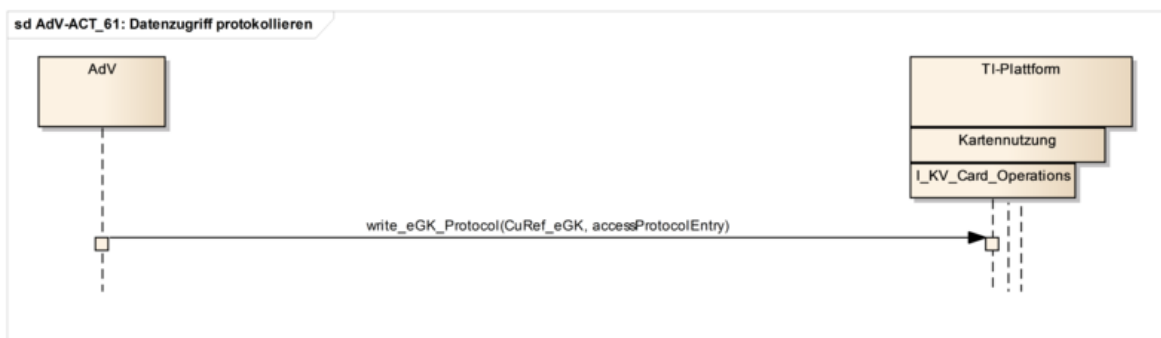 sd AdV-ACT_61: Datenzugriff protokollieren
AdV
TI-Plattform
Kartennutzung
I_KV_Card_Operations
write_eGK_Protocol(CuRef_eGK, accessProtocolEntry)